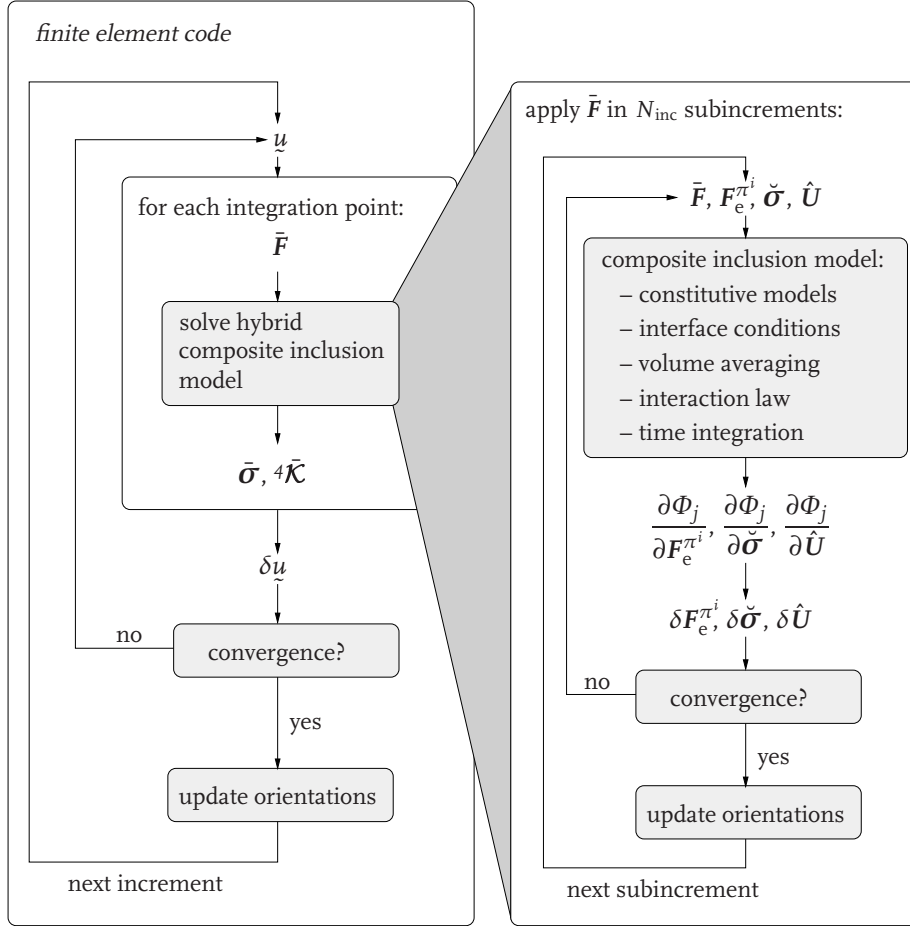 finite element code
ṵ
for each integration point:
F̄
solve hybrid
composite inclusion
model
σ̄, ⁴K̄
δṵ
no
convergence?
yes
update orientations
next increment
apply F̄ in N_inc subincrements:
F̄, F_e^{π^i}, σ̆, Û
composite inclusion model:
– constitutive models
– interface conditions
– volume averaging
– interaction law
– time integration
∂Φ_j/∂F_e^{π^i}, ∂Φ_j/∂σ̆, ∂Φ_j/∂Û
δF_e^{π^i}, δσ̆, δÛ
no
convergence?
yes
update orientations
next subincrement